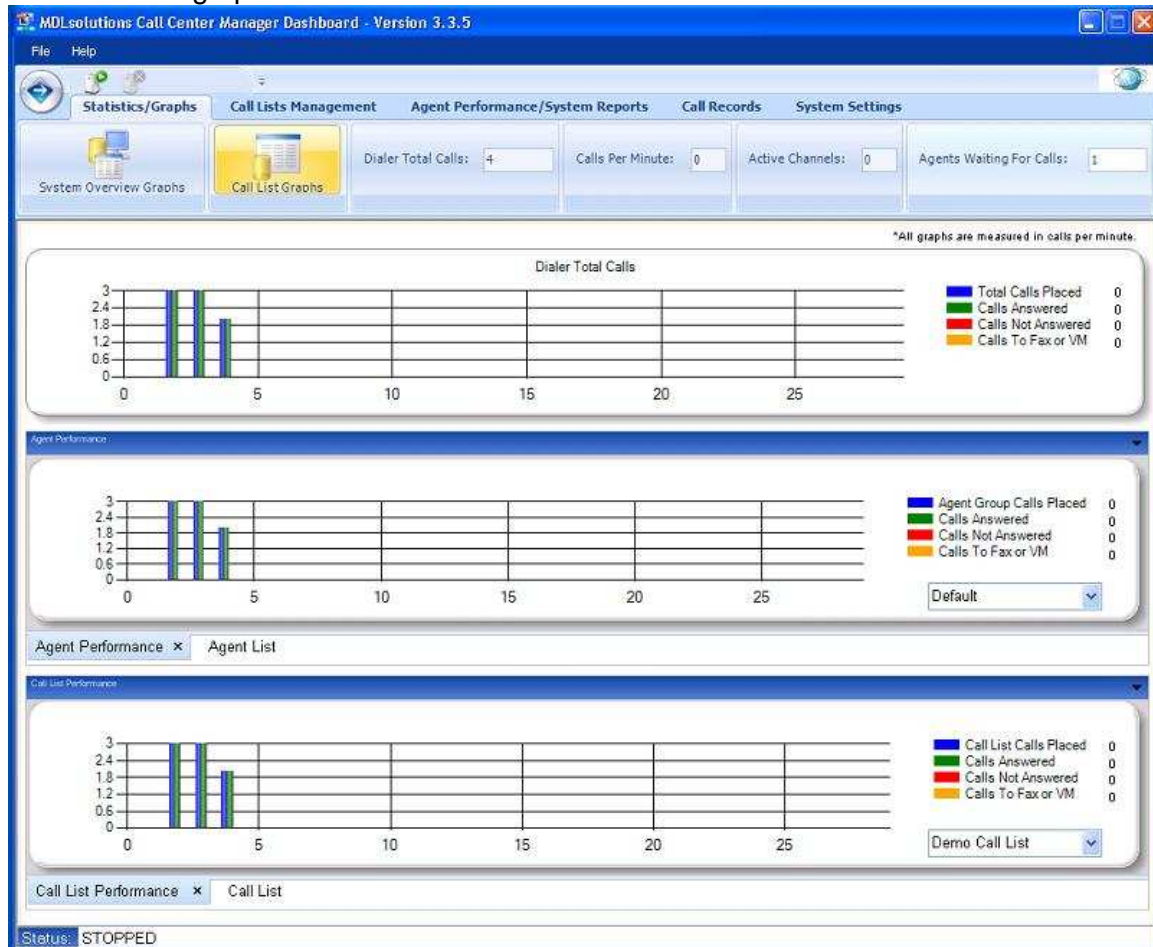 MDLsolutions Call Center Manager Dashboard - Version 3.3.5
File Help
Statistics/Graphs Call Lists Management Agent Performance/System Reports Call Records System Settings
System Overview Graphs Call List Graphs Dialer Total Calls: 4 Calls Per Minute: 0 Active Channels: 0 Agents Waiting For Calls: 1
*All graphs are measured in calls per minute.
Dialer Total Calls
3
2.4
1.8
1.2
0.6
0
0 5 10 15 20 25
Total Calls Placed 0
Calls Answered 0
Calls Not Answered 0
Calls To Fax or VM 0
Agent Performance
3
2.4
1.8
1.2
0.6
0
0 5 10 15 20 25
Agent Group Calls Placed 0
Calls Answered 0
Calls Not Answered 0
Calls To Fax or VM 0
Default
Agent Performance × Agent List
Call List Performance
3
2.4
1.8
1.2
0.6
0
0 5 10 15 20 25
Call List Calls Placed 0
Calls Answered 0
Calls Not Answered 0
Calls To Fax or VM 0
Demo Call List
Call List Performance × Call List
Status: STOPPED